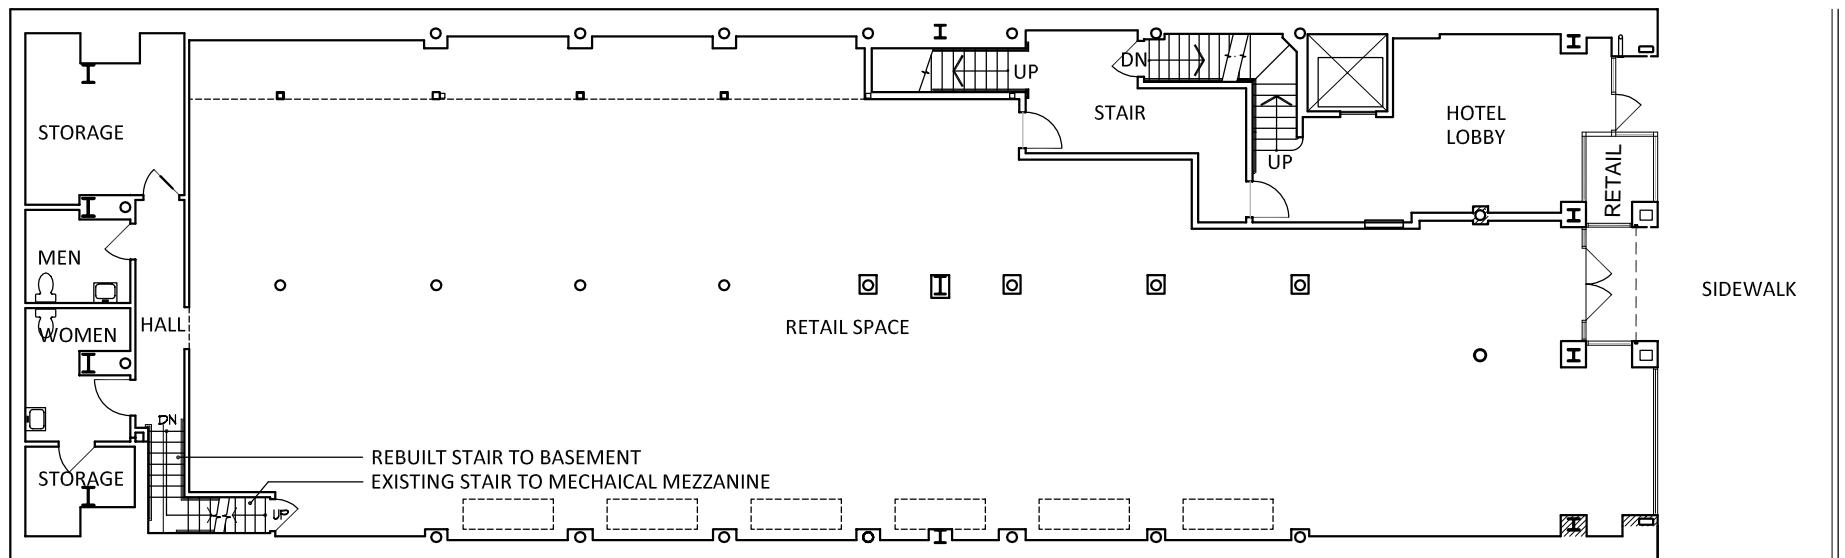 UP
DN
STORAGE
STAIR
HOTEL
LOBBY
UP
RETAIL
MEN
SIDEWALK
WOMEN
HALL
RETAIL SPACE
DN
REBUILT STAIR TO BASEMENT
STORAGE
EXISTING STAIR TO MECHAICAL MEZZANINE
UP